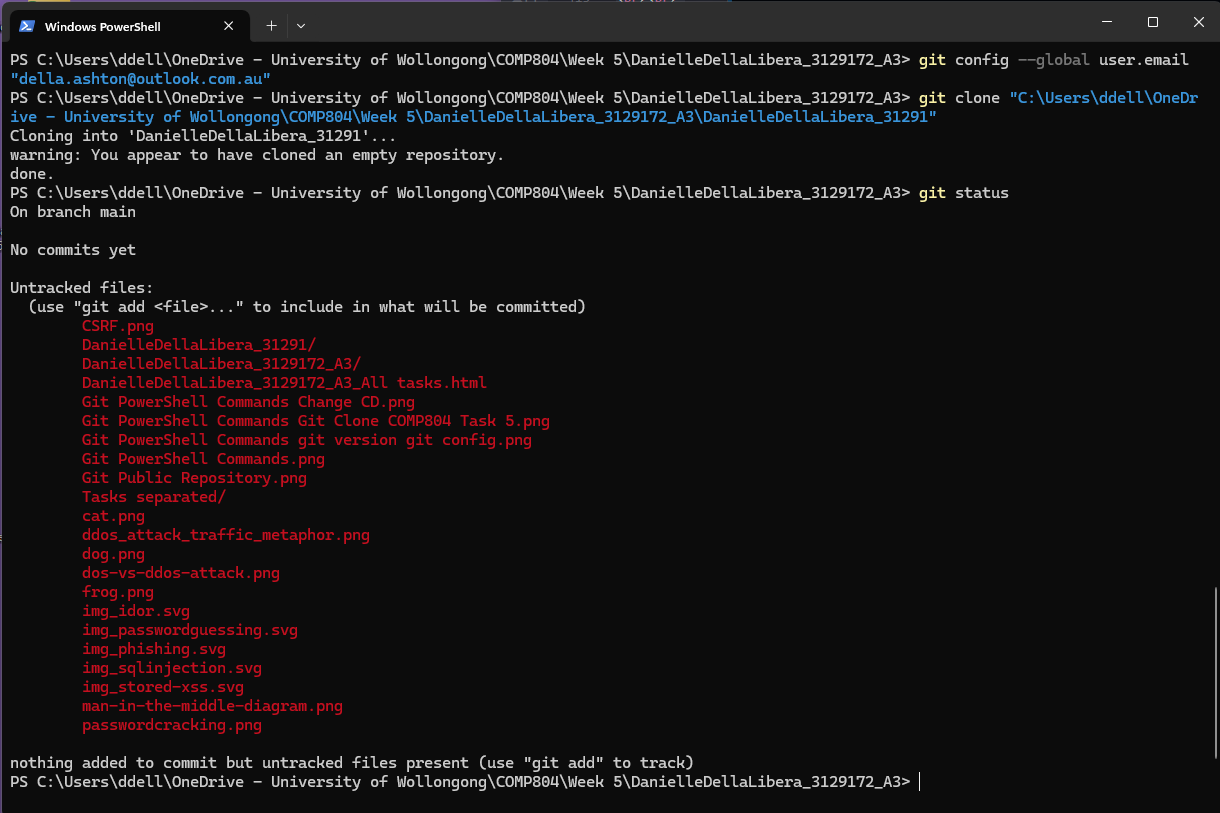 Windows PowerShell
PS C:\Users\ddell\OneDrive - University of Wollongong\COMP804\Week 5\DanielleDellaLibera_3129172_A3> git config --global user.email
"della.ashton@outlook.com.au"
PS C:\Users\ddell\OneDrive - University of Wollongong\COMP804\Week 5\DanielleDellaLibera_3129172_A3> git clone "C:\Users\ddell\OneDr
ive - University of Wollongong\COMP804\Week 5\DanielleDellaLibera_3129172_A3\DanielleDellaLibera_31291"
Cloning into 'DanielleDellaLibera_31291'...
warning: You appear to have cloned an empty repository.
done.
PS C:\Users\ddell\OneDrive - University of Wollongong\COMP804\Week 5\DanielleDellaLibera_3129172_A3> git status
On branch main
No commits yet
Untracked files:
(use "git add <file>..." to include in what will be committed)
CSRF.png
DanielleDellaLibera_31291/
DanielleDellaLibera_3129172_A3/
DanielleDellaLibera_3129172_A3_All tasks.html
Git PowerShell Commands Change CD.png
Git PowerShell Commands Git Clone COMP804 Task 5.png
Git PowerShell Commands git version git config.png
Git PowerShell Commands.png
Git Public Repository.png
Tasks separated/
cat.png
ddos_attack_traffic_metaphor.png
dog.png
dos-vs-ddos-attack.png
frog.png
img_idor.svg
img_passwordguessing.svg
img_phishing.svg
img_sqlinjection.svg
img_stored-xss.svg
man-in-the-middle-diagram.png
passwordcracking.png
nothing added to commit but untracked files present (use "git add" to track)
PS C:\Users\ddell\OneDrive - University of Wollongong\COMP804\Week 5\DanielleDellaLibera_3129172_A3>